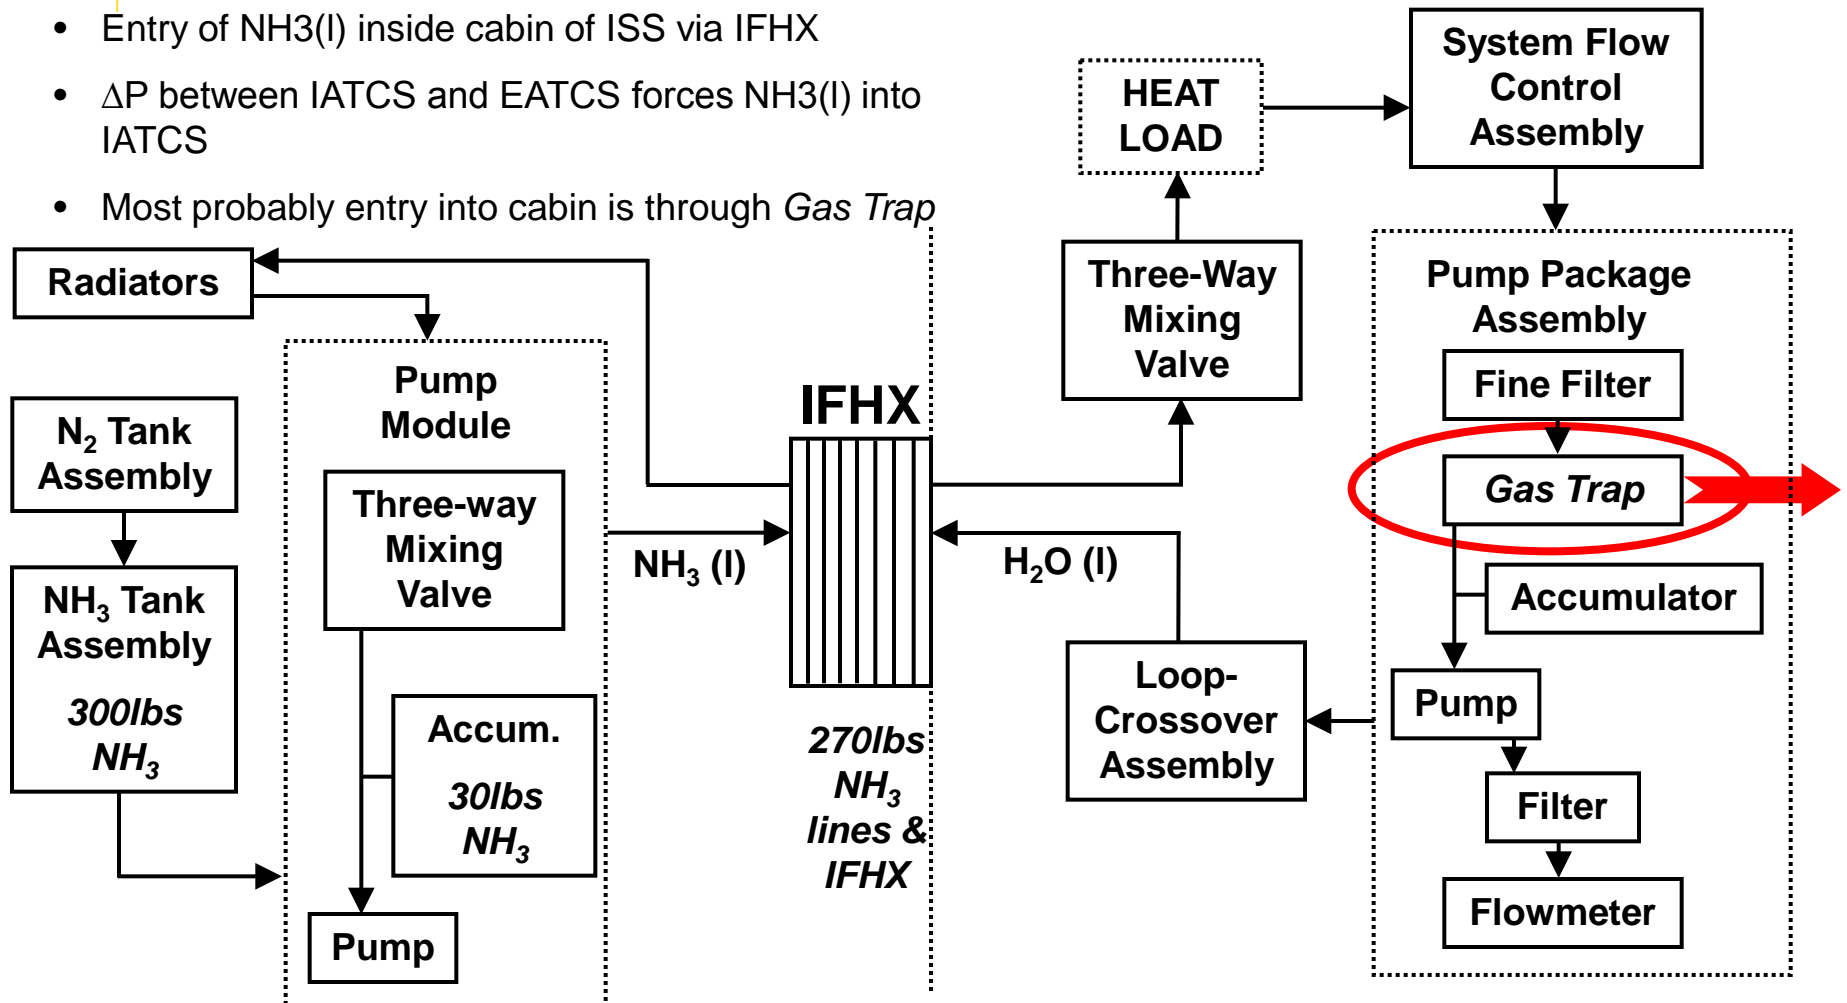 • Entry of NH3(l) inside cabin of ISS via IFHX
• ΔP between IATCS and EATCS forces NH3(l) into
IATCS
• Most probably entry into cabin is through Gas Trap
Radiators
N₂ Tank
Assembly
NH₃ Tank
Assembly
300lbs
NH₃
Pump
Module
Three-way
Mixing
Valve
Accum.
30lbs
NH₃
Pump
NH₃ (l)
IFHX
270lbs
NH₃
lines &
IFHX
H₂O (l)
HEAT
LOAD
Three-Way
Mixing
Valve
Loop-
Crossover
Assembly
System Flow
Control
Assembly
Pump Package
Assembly
Fine Filter
Gas Trap
Accumulator
Pump
Filter
Flowmeter